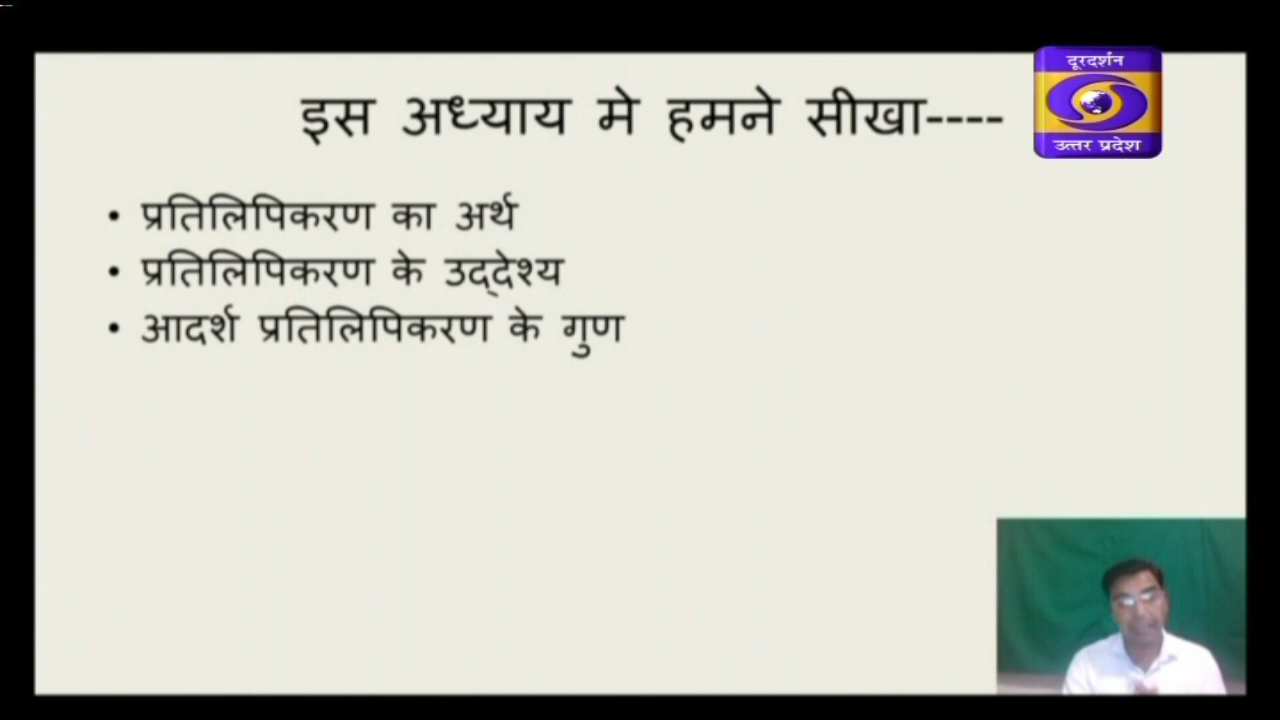 दूरदर्शन
उत्तर प्रदेश
इस अध्याय मे हमने सीखा----
• प्रतिलिपिकरण का अर्थ
• प्रतिलिपिकरण के उद्‌देश्य
• आदर्श प्रतिलिपिकरण के गुण